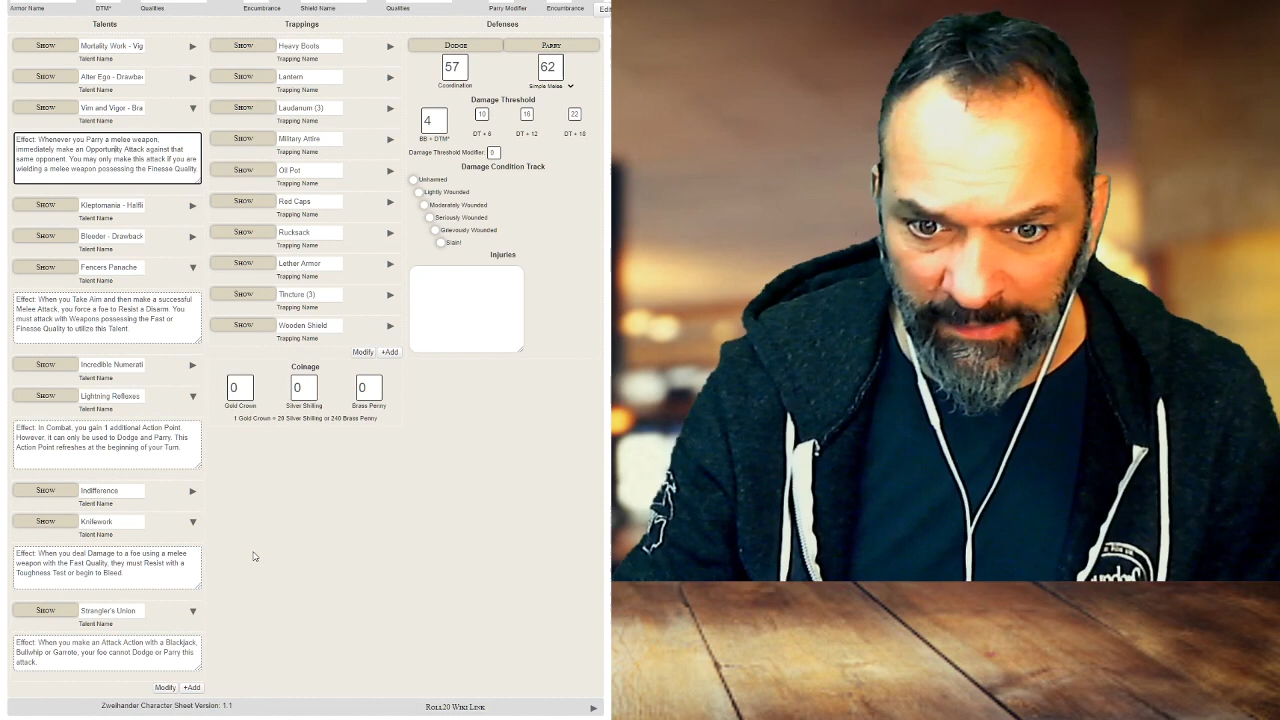 Armor Name DTM* Qualities Encumbrance Shield Name Qualities Parry Modifier Encumbrance
Talents
Show Mortality Work - Vig
Talent Name
Show Alter Ego - Drawba
Talent Name
Show Vim and Vigor - Bra
Talent Name
Effect: Whenever you Parry a melee weapon,
immediately make an Opportunity Attack against that
same opponent. You may only make this attack if you are
wielding a melee weapon possessing the Finesse Quality
Show Kleptomania - Halfli
Talent Name
Show Bleeder - Drawback
Talent Name
Show Fencers Panache
Talent Name
Effect: When you Take Aim and then make a successful
Melee Attack, you force a foe to Resist a Disarm. You
must attack with Weapons possessing the Fast or
Finesse Quality to utilize this Talent.
Show Incredible Numerati
Talent Name
Show Lightning Reflexes
Talent Name
Effect: In Combat, you gain 1 additional Action Point.
However, it can only be used to Dodge and Parry. This
Action Point refreshes at the beginning of your Turn.
Show Indifference
Talent Name
Show Knifework
Talent Name
Effect: When you deal Damage to a foe using a melee
weapon with the Fast Quality, they must Resist with a
Toughness Test or begin to Bleed.
Show Strangler's Union
Talent Name
Effect: When you make an Attack Action with a Blackjack,
Bullwhip or Garrote, your foe cannot Dodge or Parry this
attack.
Modify +Add
Trappings
Show Heavy Boots
Trapping Name
Show Lantern
Trapping Name
Show Laudanum (3)
Trapping Name
Show Military Attire
Trapping Name
Show Oil Pot
Trapping Name
Show Red Caps
Trapping Name
Show Rucksack
Trapping Name
Show Lether Armor
Trapping Name
Show Tincture (3)
Trapping Name
Show Wooden Shield
Trapping Name
Modify +Add
Coinage
0 0 0
Gold Crown Silver Shilling Brass Penny
1 Gold Crown = 20 Silver Shilling or 240 Brass Penny
Defenses
Dodge Parry
57 62
Coordination Simple Melee
Damage Threshold
4 10 16 22
BB + DTM* DT + 6 DT + 12 DT + 18
Damage Threshold Modifier: 0
Damage Condition Track
Unharmed
Lightly Wounded
Moderately Wounded
Seriously Wounded
Grievously Wounded
Slain!
Injuries
Zweihander Character Sheet Version: 1.1 Roll20 Wiki Link